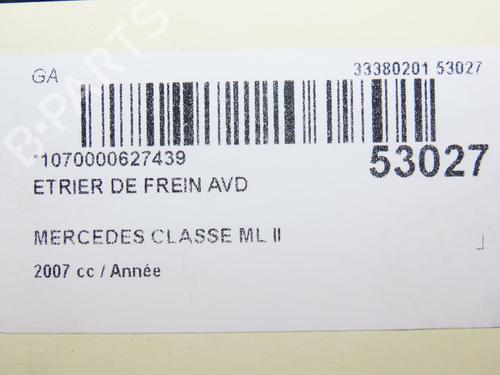 GA
33380201 53027
*1070000627439
53027
ETRIER DE FREIN AVD
MERCEDES CLASSE ML II
2007 cc / Année
B-PARTS